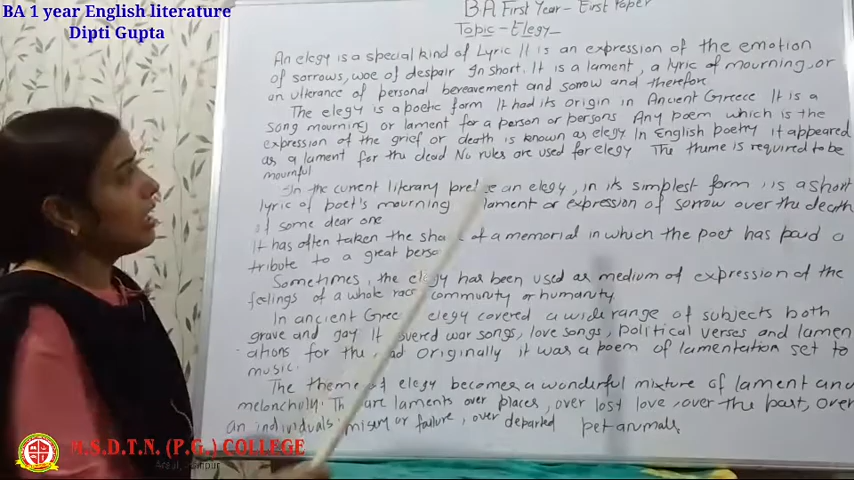 BA 1 year English literature
Dipti Gupta
BA First Year - First Paper
Topic - Elegy
An elegy is a special kind of Lyric It is an expression of the emotion
of sorrows, woe of despair In short. It is a lament, a lyric of mourning, or
an utterance of personal bereavement and sorrow and therefor
The elegy is a poetic form It had its origin in Ancient Greece It is a
song mourning or lament for a person or persons Any poem which is the
expression of the grief or death is known as elegy In English poetry it appeared
as a lament for the dead No rules are used for elegy The theme is required to be
mournful
In the current literary an elegy, in its simplest form, is a short
lyric of poet's mourning lament or expression of sorrow over the death
of some dear one
It has often taken the of a memorial in which the poet has paid a
tribute to a great
Sometimes, the elegy has been used as medium of expression of the
feelings of a whole community or humanity
In ancient elegy covered a wide range of subjects both
grave and gay It covered war songs, love songs, political verses and lamen
ations for the Originally it was a poem of lamentation set to
music.
The theme of elegy becomes a wonderful mixture of lament and
melancholy. are laments over places, over lost love, over the past, over
an individuals misery or failure, over departed pet animals
M.S.D.T.N. (P.G.) COLLEGE